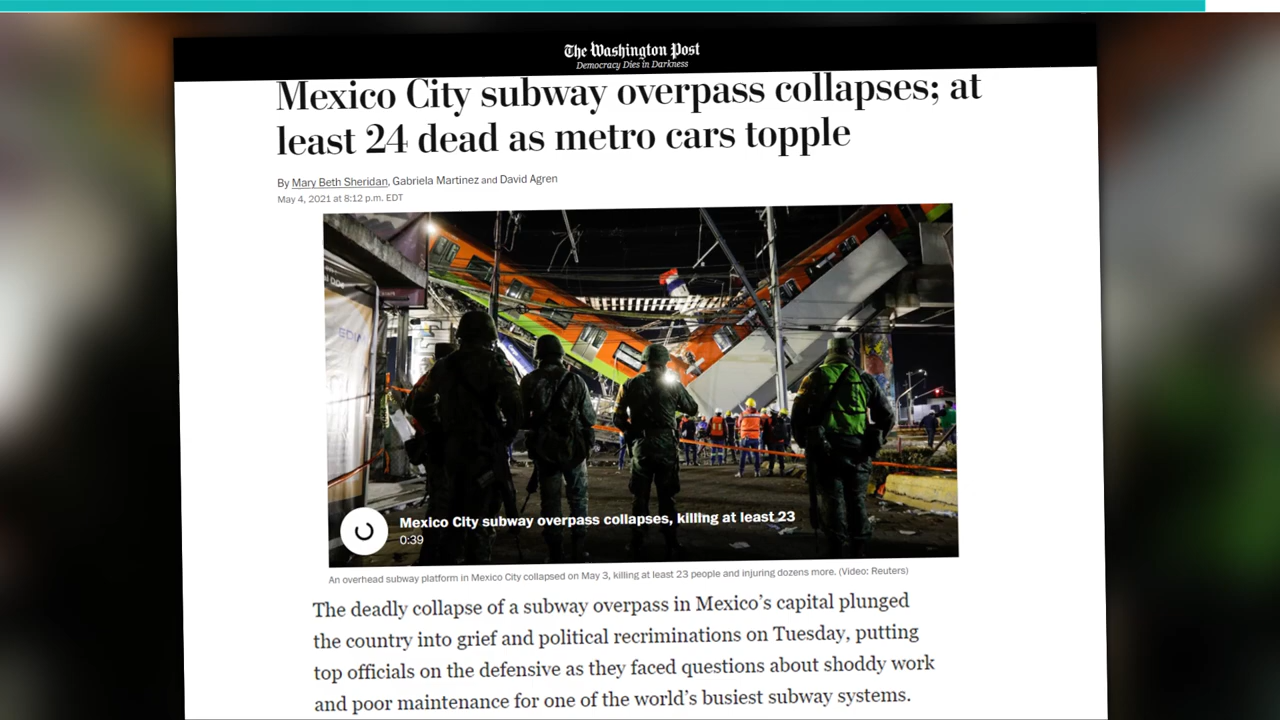 The Washington Post
Democracy Dies in Darkness
Mexico City subway overpass collapses; at
least 24 dead as metro cars topple
By Mary Beth Sheridan, Gabriela Martinez and David Agren
May 4, 2021 at 8:12 p.m. EDT
Mexico City subway overpass collapses, killing at least 23
0:39
An overhead subway platform in Mexico City collapsed on May 3, killing at least 23 people and injuring dozens more. (Video: Reuters)
The deadly collapse of a subway overpass in Mexico’s capital plunged
the country into grief and political recriminations on Tuesday, putting
top officials on the defensive as they faced questions about shoddy work
and poor maintenance for one of the world’s busiest subway systems.